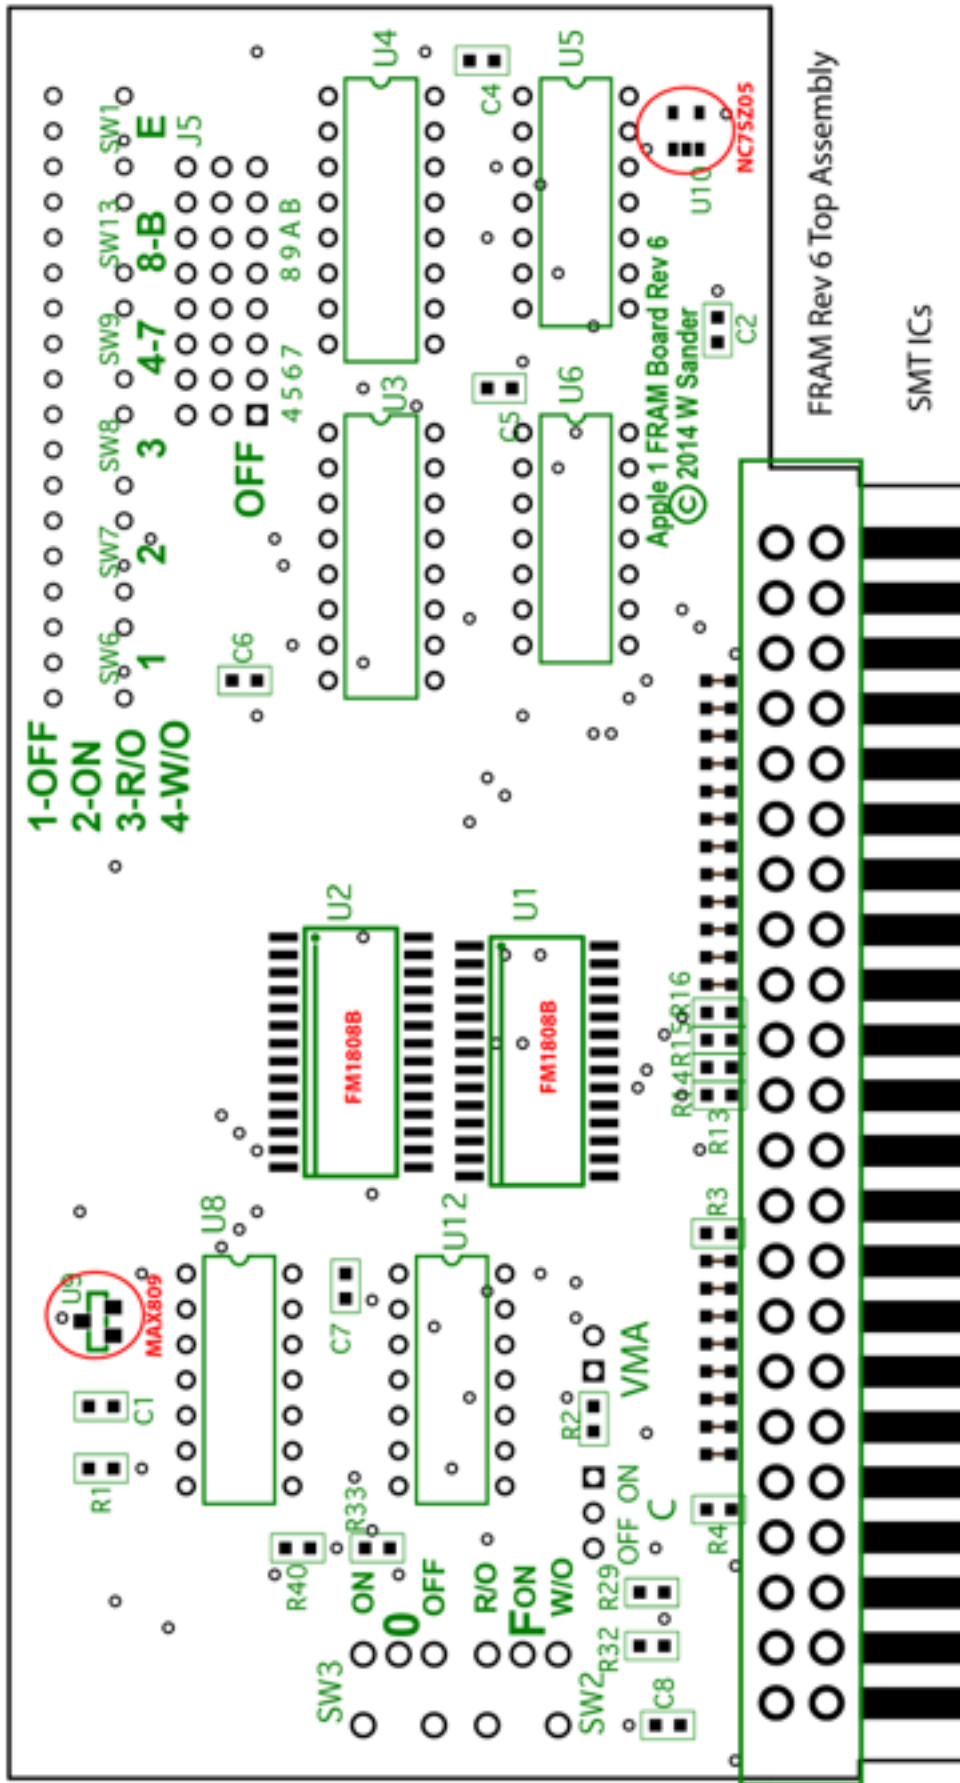 FRAM Rev 6 Top Assembly
SMT ICs
1-OFF
2-ON
3-R/O
4-W/O
SW6
SW7
SW8
SW9
SW13
SW1
1
2
3
4-7
8-B
E
J5
OFF
4 5 6 7
8 9 A B
C6
U3
U4
C4
C5
U5
U6
U10
NC7SZ05
Apple 1 FRAM Board Rev 6
© 2014 W Sander
C2
U2
FM1808B
U1
FM1808B
R16
R15
R14
R13
R3
U9
MAX809
U8
C1
R1
C7
U12
R2
VMA
R33
R40
ON
0
OFF
R/O
F ON
W/O
OFF ON
C
R4
R29
R32
SW3
SW2
C8